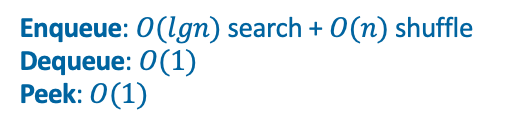 Enqueue: O(lgn) search + O(n) shuffle
Dequeue: O(1)
Peek: O(1)